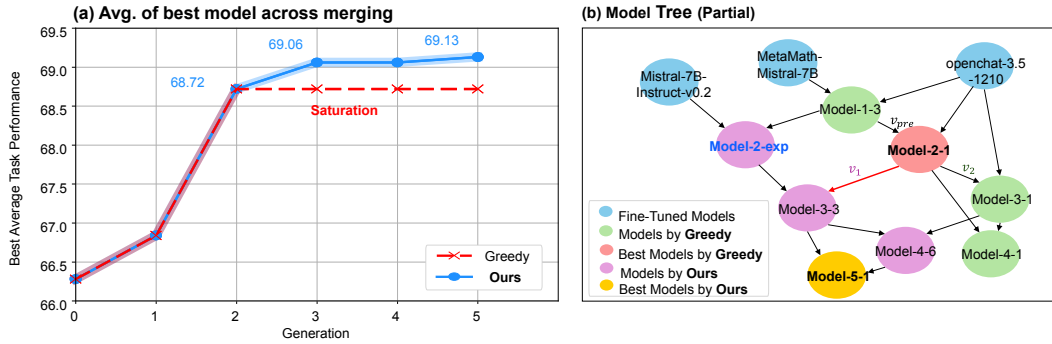 (a) Avg. of best model across merging
Best Average Task Performance
69.5
69.0
68.5
68.0
67.5
67.0
66.5
66.0
68.72
69.06
69.13
Saturation
Greedy
Ours
0 1 2 3 4 5
Generation
(b) Model Tree (Partial)
Mistral-7B-
Instruct-v0.2
MetaMath-
Mistral-7B
openchat-3.5
-1210
Model-1-3
v_pre
Model-2-exp
Model-2-1
v_1
v_2
Model-3-3
Model-3-1
Model-4-6
Model-4-1
Model-5-1
Fine-Tuned Models
Models by Greedy
Best Models by Greedy
Models by Ours
Best Models by Ours